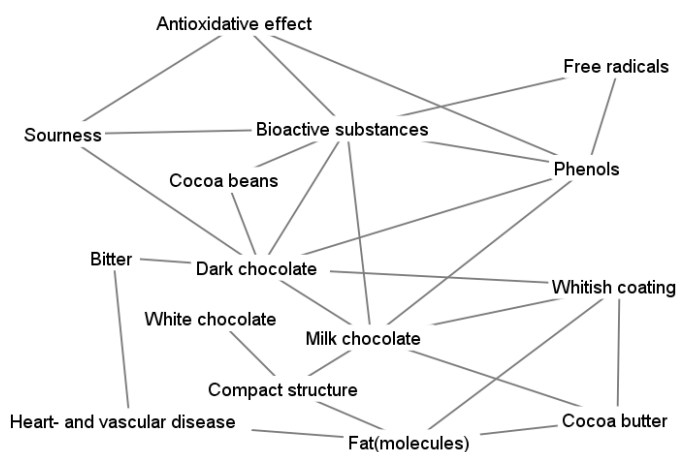 Antioxidative effect
Free radicals
Sourness
Bioactive substances
Phenols
Cocoa beans
Bitter
Dark chocolate
Whitish coating
White chocolate
Milk chocolate
Compact structure
Heart- and vascular disease
Cocoa butter
Fat(molecules)